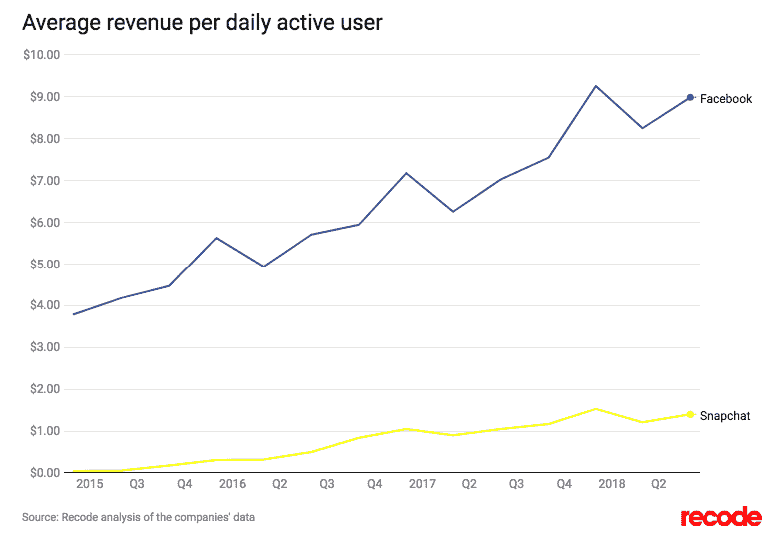 Average revenue per daily active user
$10.00
$9.00
Facebook
$8.00
$7.00
$6.00
$5.00
$4.00
$3.00
$2.00
Snapchat
$1.00
$0.00
2015 Q3 Q4 2016 Q2 Q3 Q4 2017 Q2 Q3 Q4 2018 Q2
Source: Recode analysis of the companies' data
recode